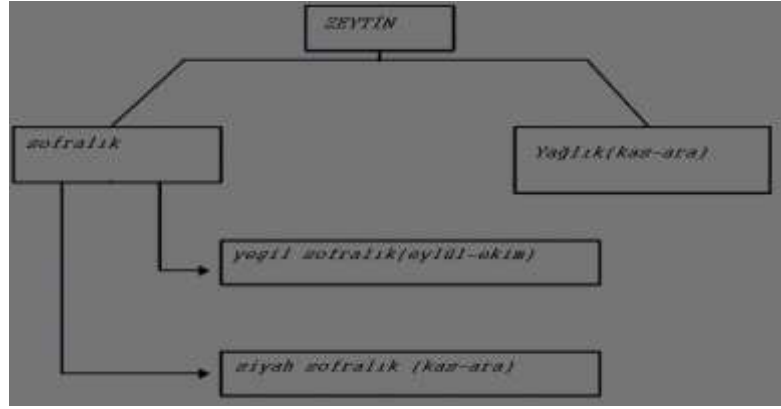 ZEYTİN
sofralık
Yağlık(kas-ara)
yeşil sofralık(eylül-ekim)
siyah sofralık (kas-ara)